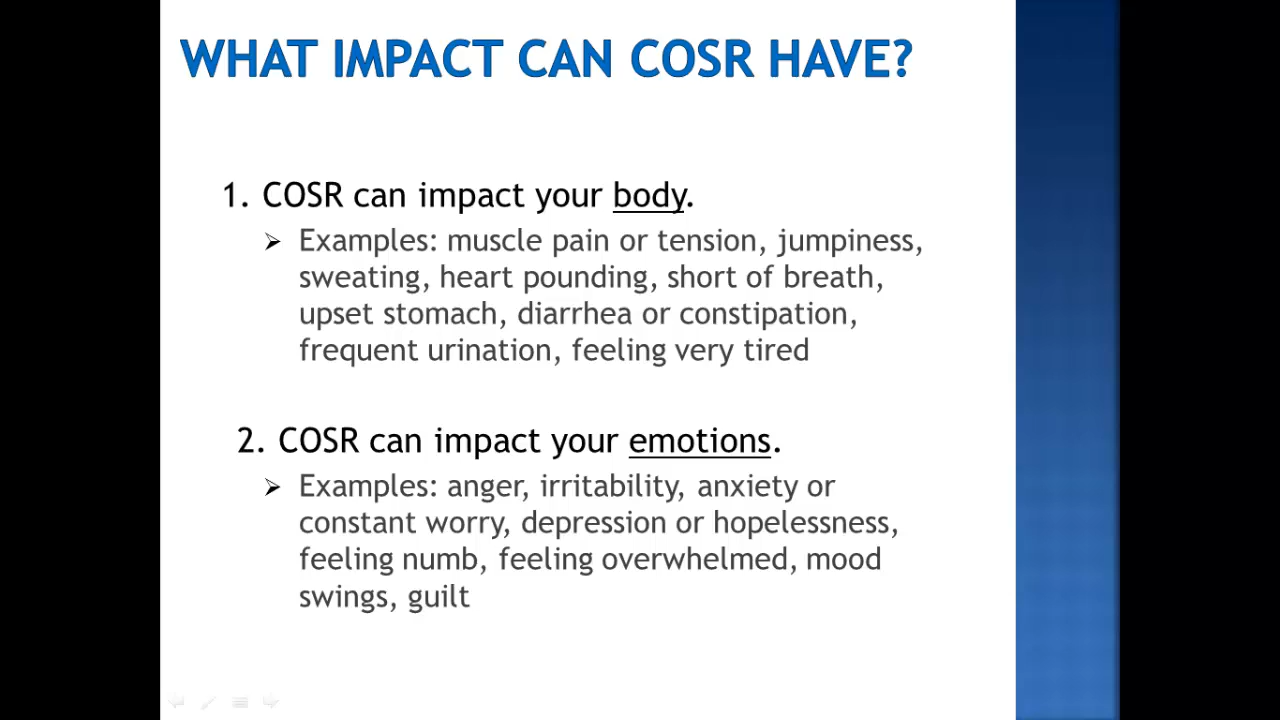 WHAT IMPACT CAN COSR HAVE?
1. COSR can impact your body.
➢ Examples: muscle pain or tension, jumpiness,
sweating, heart pounding, short of breath,
upset stomach, diarrhea or constipation,
frequent urination, feeling very tired
2. COSR can impact your emotions.
➢ Examples: anger, irritability, anxiety or
constant worry, depression or hopelessness,
feeling numb, feeling overwhelmed, mood
swings, guilt